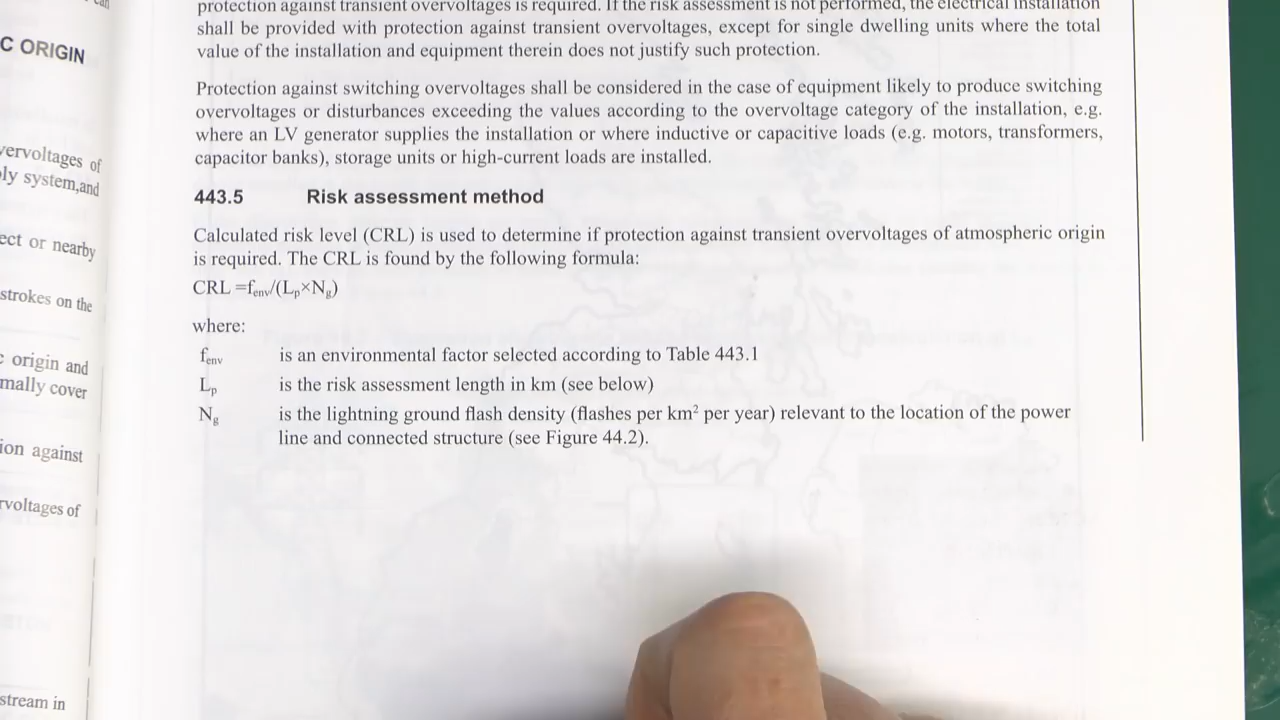 C ORIGIN
vervoltages of
ly system,and
ect or nearby
strokes on the
origin and
mally cover
ion against
rvoltages of
stream in
protection against transient overvoltages is required. If the risk assessment is not performed, the electrical installation
shall be provided with protection against transient overvoltages, except for single dwelling units where the total
value of the installation and equipment therein does not justify such protection.
Protection against switching overvoltages shall be considered in the case of equipment likely to produce switching
overvoltages or disturbances exceeding the values according to the overvoltage category of the installation, e.g.
where an LV generator supplies the installation or where inductive or capacitive loads (e.g. motors, transformers,
capacitor banks), storage units or high-current loads are installed.
443.5 Risk assessment method
Calculated risk level (CRL) is used to determine if protection against transient overvoltages of atmospheric origin
is required. The CRL is found by the following formula:
CRL =fenv/(Lp×Ng)
where:
fenv is an environmental factor selected according to Table 443.1
Lp is the risk assessment length in km (see below)
Ng is the lightning ground flash density (flashes per km² per year) relevant to the location of the power
line and connected structure (see Figure 44.2).